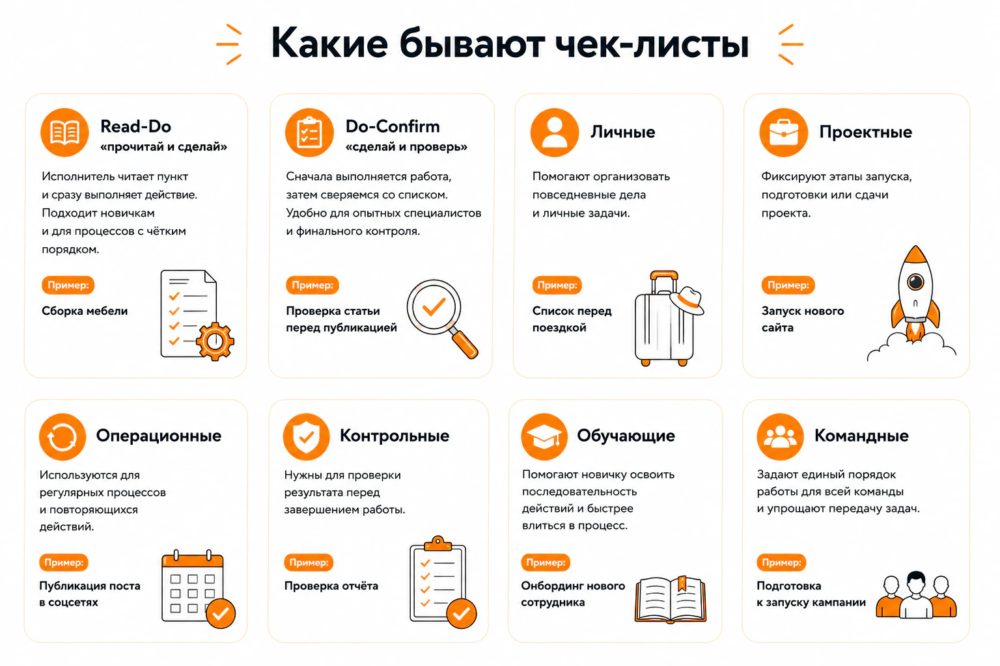 Какие бывают чек-листы
Read-Do
«прочитай и сделай»
Исполнитель читает пункт
и сразу выполняет действие.
Подходит новичкам
и для процессов с чётким
порядком.
Пример:
Сборка мебели
Do-Confirm
«сделай и проверь»
Сначала выполняется работа,
затем сверяемся со списком.
Удобно для опытных специалистов
и финального контроля.
Пример:
Проверка статьи
перед публикацией
Личные
Помогают организовать
повседневные дела
и личные задачи.
Пример:
Список перед
поездкой
Проектные
Фиксируют этапы запуска,
подготовки или сдачи
проекта.
Пример:
Запуск нового
сайта
Операционные
Используются для
регулярных процессов
и повторяющихся
действий.
Пример:
Публикация поста
в соцсетях
Контрольные
Нужны для проверки
результата перед
завершением работы.
Пример:
Проверка отчёта
Обучающие
Помогают новичку освоить
последовательность
действий и быстрее
влиться в процесс.
Пример:
Онбординг нового
сотрудника
Командные
Задают единый порядок
работы для всей команды
и упрощают передачу задач.
Пример:
Подготовка
к запуску кампании